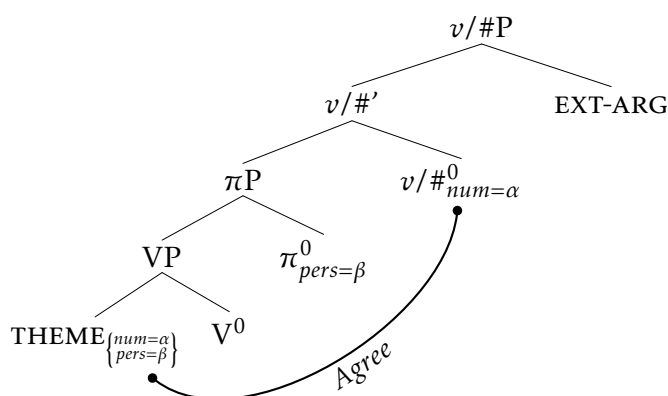 v/#P
v/#’ EXT-ARG
πP v/#⁰num=α
VP π⁰pers=β
THEME{num=α pers=β} V⁰
Agree